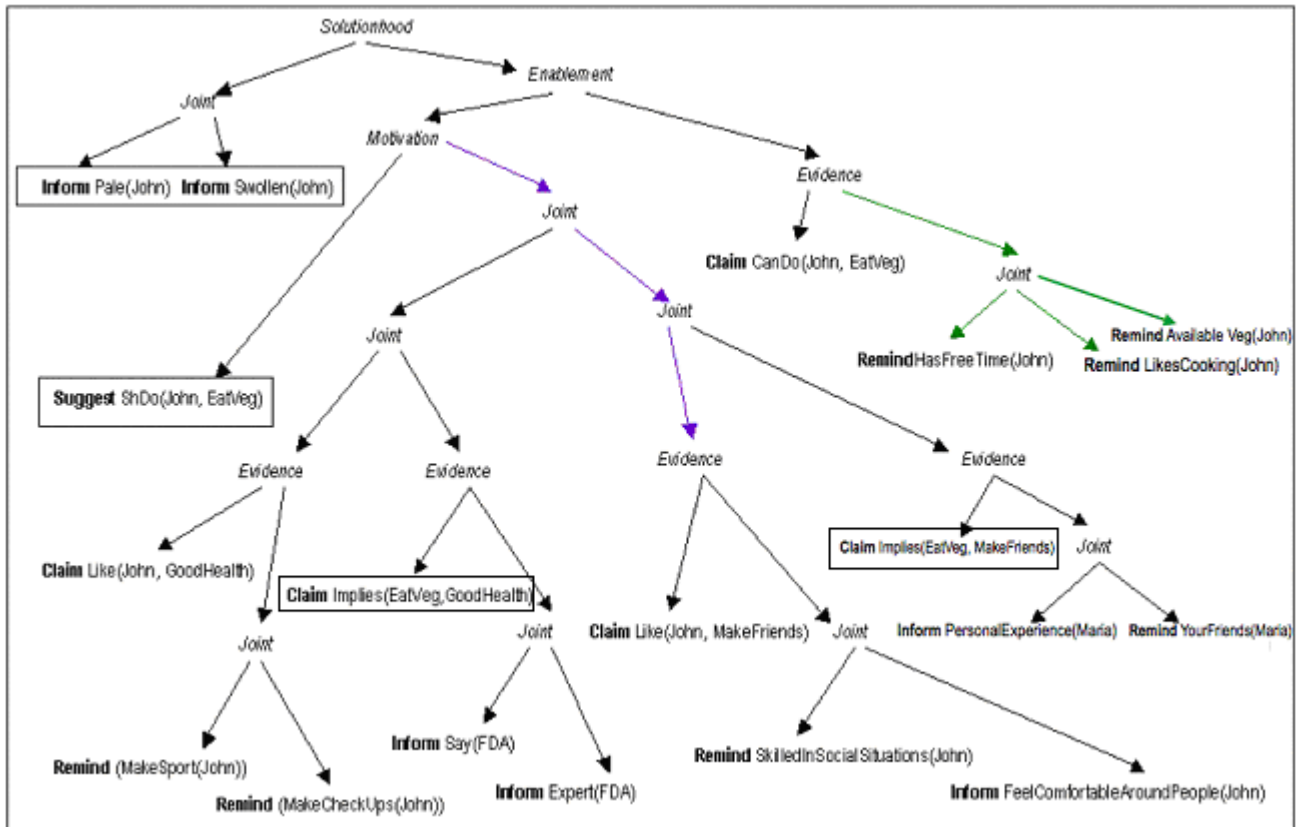 Solutionhood
Enablement
Joint
Motivation
Evidence
Inform Pale(John) Inform Swollen(John)
Joint
Claim CanDo(John, EatVeg)
Joint
Joint
Joint
Remind Available Veg(John)
RemindHasFreeTime(John)
Remind LikesCooking(John)
Suggest ShDo(John, EatVeg)
Evidence
Evidence
Evidence
Evidence
Claim Implies(EatVeg, MakeFriends)
Joint
Claim Like(John, GoodHealth)
Claim Implies(EatVeg,GoodHealth)
Claim Like(John, MakeFriends)
Joint
Inform PersonalExperience(Maria)
Remind YourFriends(Maria)
Joint
Joint
Inform Say(FDA)
Remind SkilledInSocialSituations(John)
Remind (MakeSport(John))
Inform Expert(FDA)
Inform FeelComfortableAroundPeople(John)
Remind (MakeCheckUps(John))